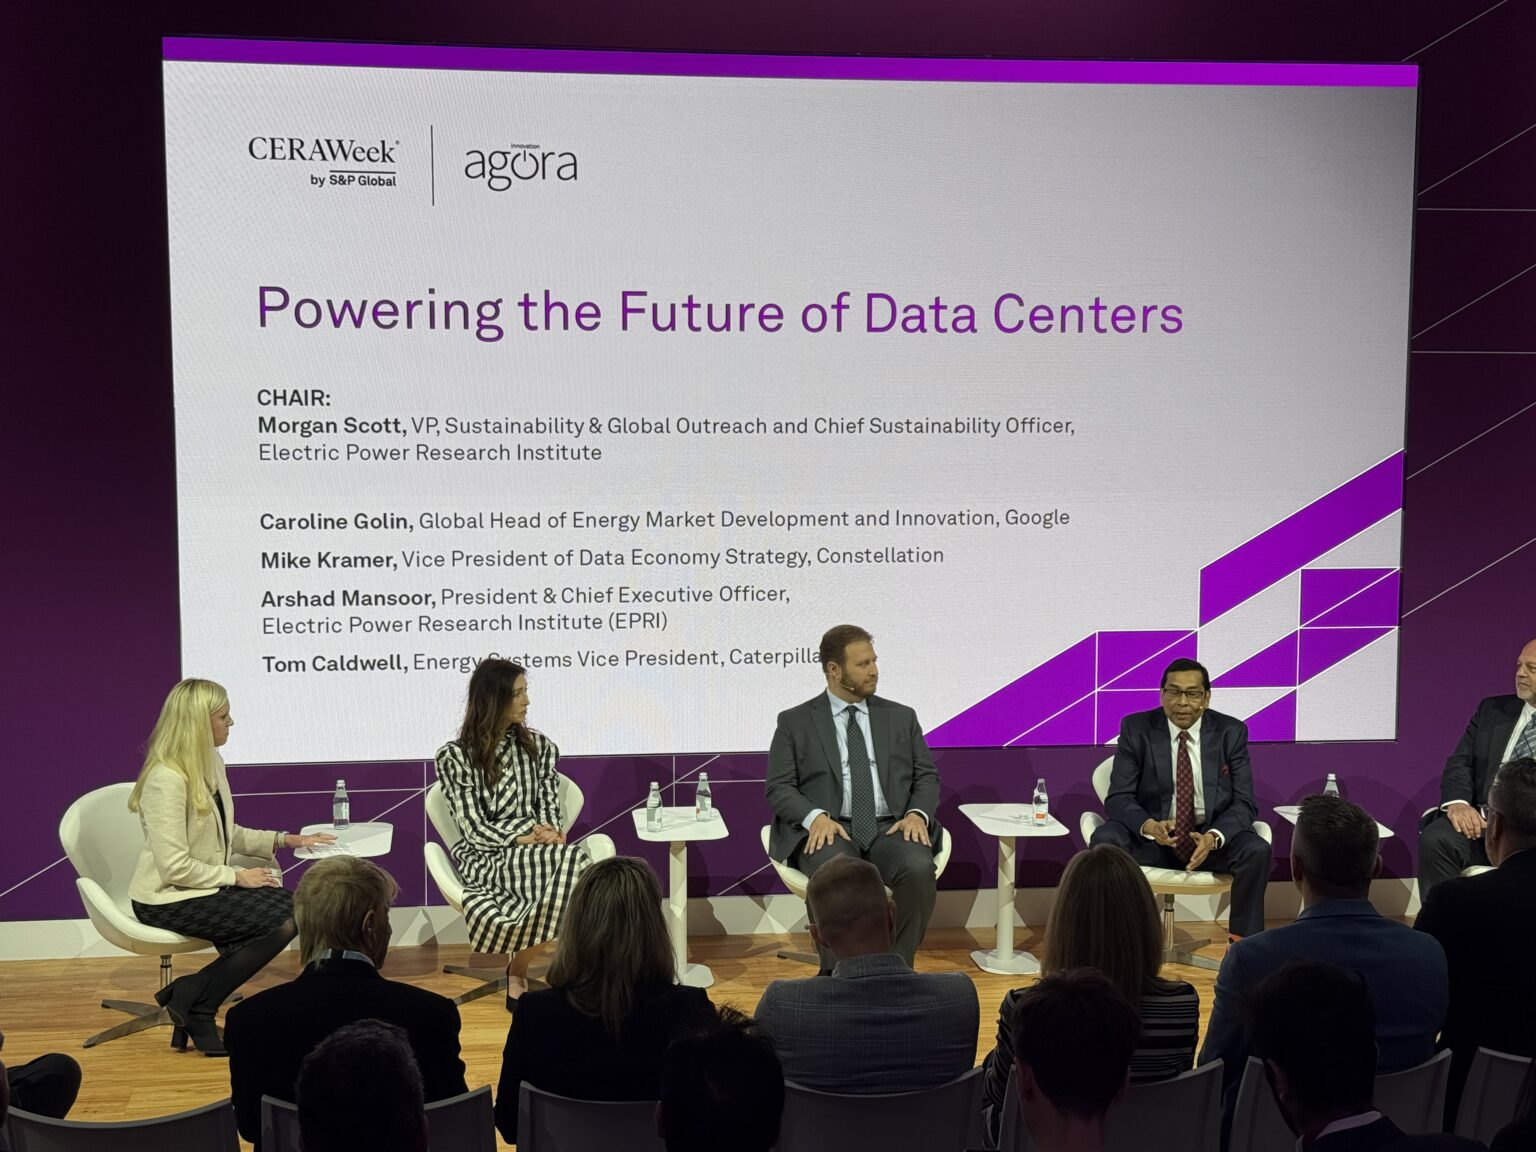 CERAWeek®
by S&P Global
innovation
agora
Powering the Future of Data Centers
CHAIR:
Morgan Scott, VP, Sustainability & Global Outreach and Chief Sustainability Officer,
Electric Power Research Institute
Caroline Golin, Global Head of Energy Market Development and Innovation, Google
Mike Kramer, Vice President of Data Economy Strategy, Constellation
Arshad Mansoor, President & Chief Executive Officer,
Electric Power Research Institute (EPRI)
Tom Caldwell, Energy Systems Vice President, Caterpilla